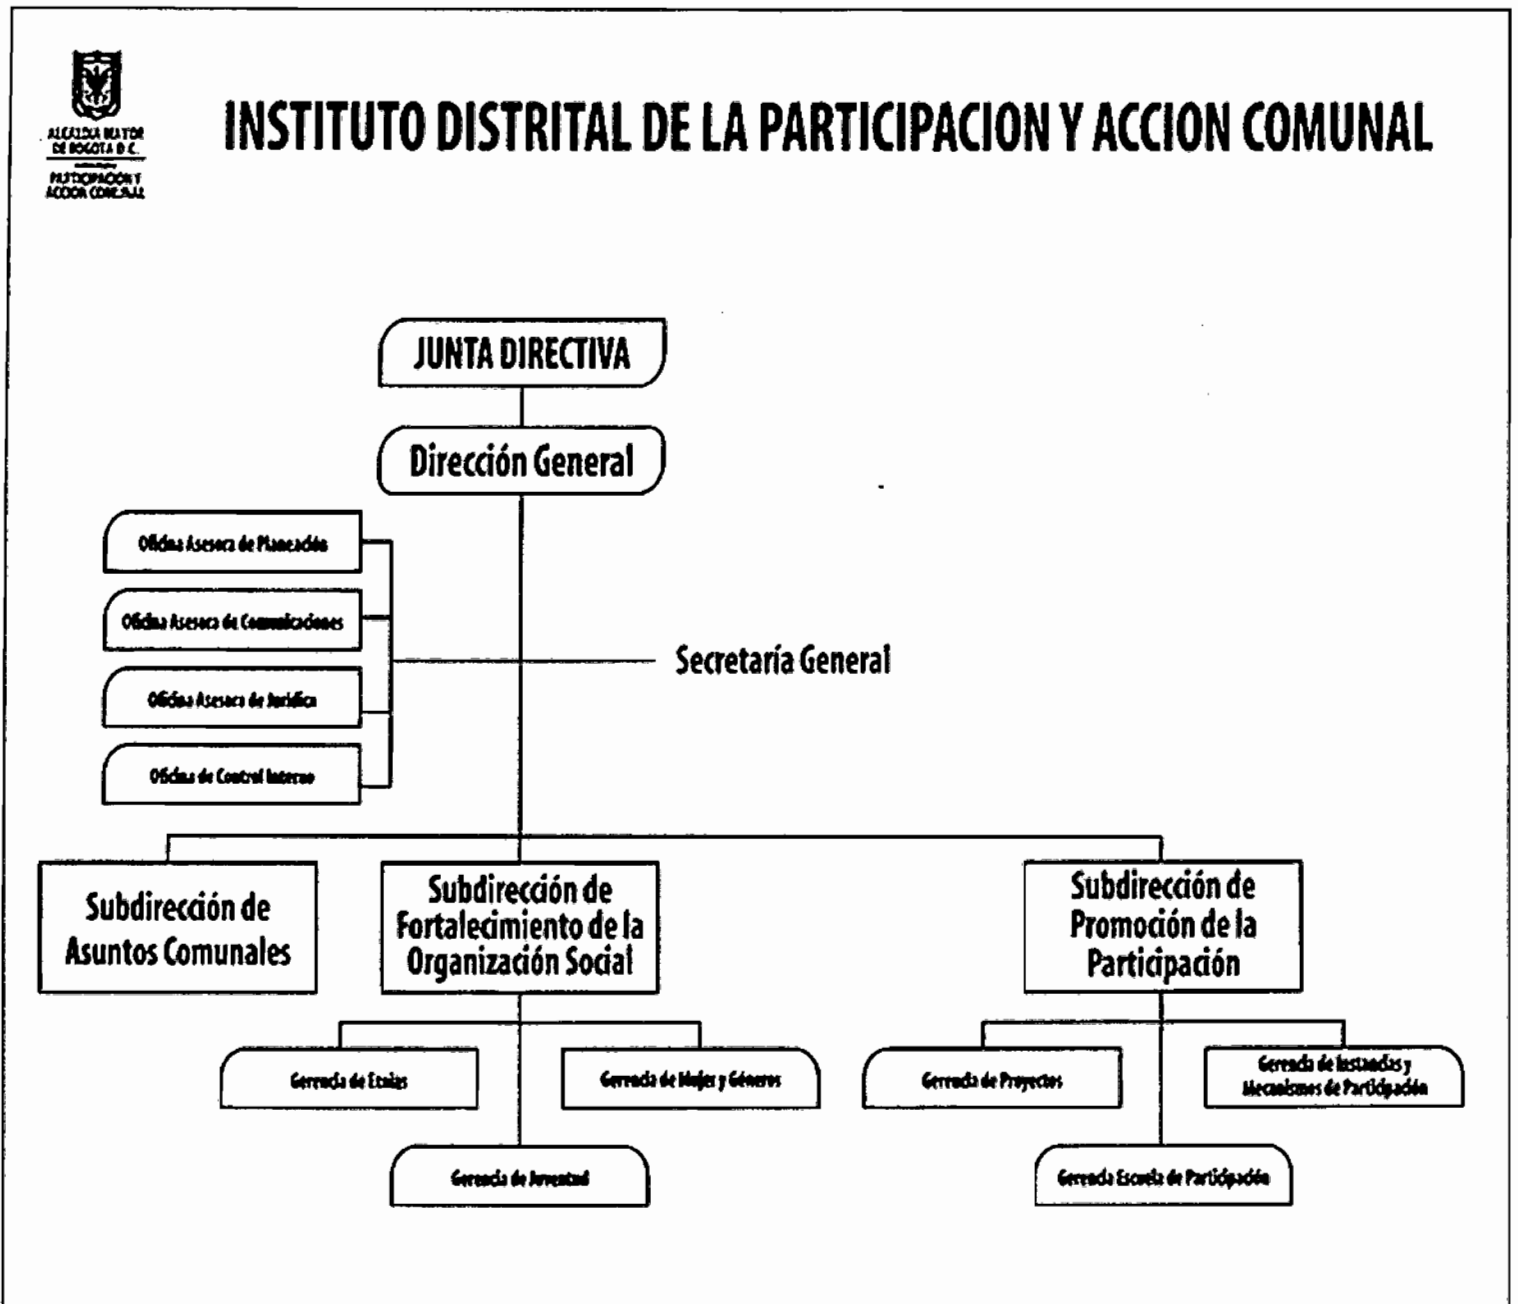 ALCALDIA MAYOR
DE BOGOTA D.C.
PARTICIPACION Y
ACCION COMUNAL
INSTITUTO DISTRITAL DE LA PARTICIPACION Y ACCION COMUNAL
JUNTA DIRECTIVA
Dirección General
Oficina Asesora de Planeación
Oficina Asesora de Comunicaciones
Secretaría General
Oficina Asesora de Juridica
Oficina de Control Interno
Subdirección de
Asuntos Comunales
Subdirección de
Fortalecimiento de la
Organización Social
Subdirección de
Promoción de la
Participación
Gerencia de Etnias
Gerencia de Mujer y Géneros
Gerencia de Proyectos
Gerencia de Instancias y
Mecanismos de Participación
Gerencia de Juventud
Gerencia Escuela de Participación